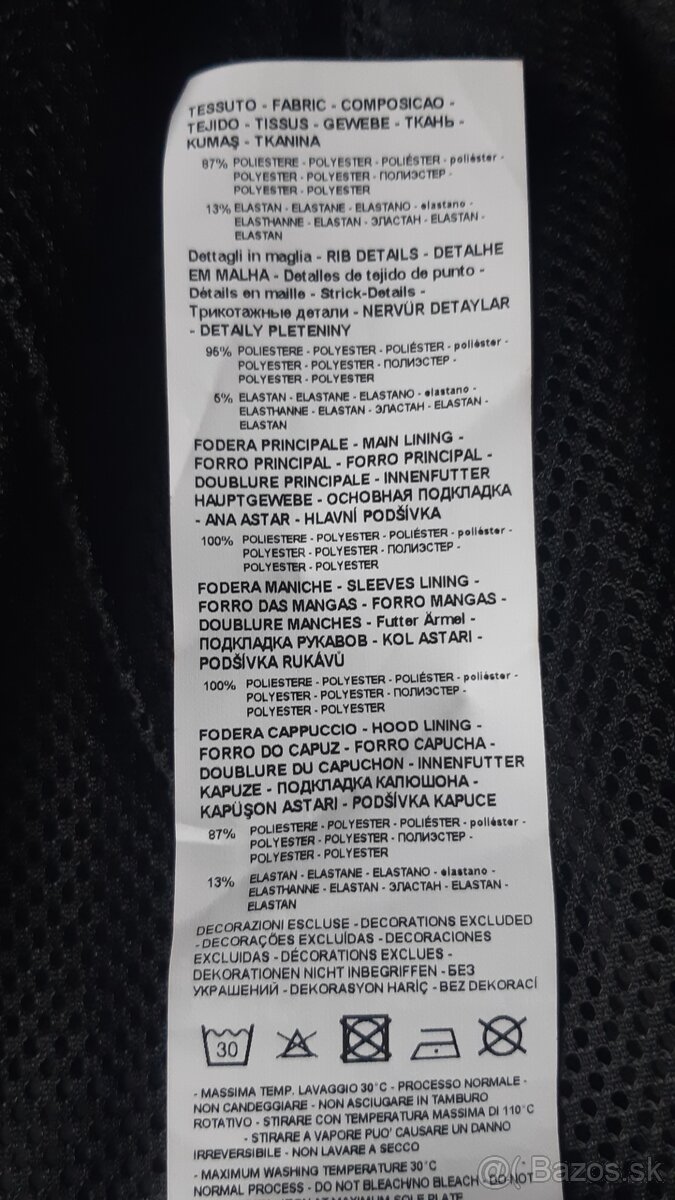 TESSUTO - FABRIC - COMPOSICAO -
TEJIDO - TISSUS - GEWEBE - ТКАНЬ -
KUMAŞ - TKANINA
87% POLIESTERE - POLYESTER - POLIÉSTER - poliéster -
POLYESTER - POLYESTER - ПОЛИЭСТЕР -
POLYESTER - POLYESTER
13% ELASTAN - ELASTANE - ELASTANO - elastano -
ELASTHANNE - ELASTAN - ЭЛАСТАН - ELASTAN -
ELASTAN
Dettagli in maglia - RIB DETAILS - DETALHE
EM MALHA - Detalles de tejido de punto -
Détails en maille - Strick-Details -
Трикотажные детали - NERVÜR DETAYLAR
- DETAILY PLETENINY
95% POLIESTERE - POLYESTER - POLIÉSTER - poliéster -
POLYESTER - POLYESTER - ПОЛИЭСТЕР -
POLYESTER - POLYESTER
5% ELASTAN - ELASTANE - ELASTANO - elastano -
ELASTHANNE - ELASTAN - ЭЛАСТАН - ELASTAN -
ELASTAN
FODERA PRINCIPALE - MAIN LINING -
FORRO PRINCIPAL - FORRO PRINCIPAL -
DOUBLURE PRINCIPALE - INNENFUTTER
HAUPTGEWEBE - ОСНОВНАЯ ПОДКЛАДКА
- ANA ASTAR - HLAVNÍ PODŠÍVKA
100% POLIESTERE - POLYESTER - POLIÉSTER - poliéster -
POLYESTER - POLYESTER - ПОЛИЭСТЕР -
POLYESTER - POLYESTER
FODERA MANICHE - SLEEVES LINING -
FORRO DAS MANGAS - FORRO MANGAS -
DOUBLURE MANCHES - Futter Ärmel -
ПОДКЛАДКА РУКАВОВ - KOL ASTARI -
PODŠÍVKA RUKÁVŮ
100% POLIESTERE - POLYESTER - POLIÉSTER - poliéster -
POLYESTER - POLYESTER - ПОЛИЭСТЕР -
POLYESTER - POLYESTER
FODERA CAPPUCCIO - HOOD LINING -
FORRO DO CAPUZ - FORRO CAPUCHA -
DOUBLURE DU CAPUCHON - INNENFUTTER
KAPUZE - ПОДКЛАДКА КАПЮШОНА -
KAPÜŞON ASTARI - PODŠÍVKA KAPUCE
87% POLIESTERE - POLYESTER - POLIÉSTER - poliéster -
POLYESTER - POLYESTER - ПОЛИЭСТЕР -
POLYESTER - POLYESTER
13% ELASTAN - ELASTANE - ELASTANO - elastano -
ELASTHANNE - ELASTAN - ЭЛАСТАН - ELASTAN -
ELASTAN
DECORAZIONI ESCLUSE - DECORATIONS EXCLUDED
- DECORAÇÕES EXCLUÍDAS - DECORACIONES
EXCLUIDAS - DÉCORATIONS EXCLUES -
DEKORATIONEN NICHT INBEGRIFFEN - БЕЗ
УКРАШЕНИЙ - DEKORASYON HARİÇ - BEZ DEKORACÍ
30
- MASSIMA TEMP. LAVAGGIO 30°C - PROCESSO NORMALE -
NON CANDEGGIARE - NON ASCIUGARE IN TAMBURO
ROTATIVO - STIRARE CON TEMPERATURA MASSIMA DI 110°C
- STIRARE A VAPORE PUO' CAUSARE UN DANNO
IRREVERSIBILE - NON LAVARE A SECCO
- MAXIMUM WASHING TEMPERATURE 30°C
NORMAL PROCESS - DO NOT BLEACHNO BLEACH - DO NOT
MAXIMUM SOLE PLATE
Bazos.sk